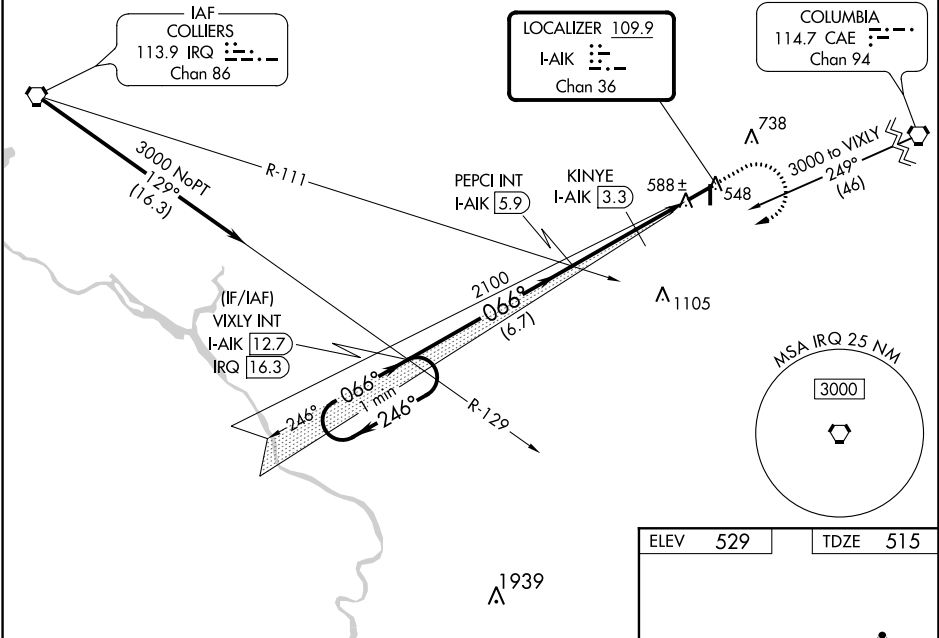 IAF
COLLIERS
113.9 IRQ
Chan 86
LOCALIZER 109.9
I-AIK
Chan 36
COLUMBIA
114.7 CAE
Chan 94
738
3000 to VIXLY
249°
(46)
3000 NoPT
129°
(16.3)
R-111
PEPCI INT
I-AIK 5.9
KINYE
I-AIK 3.3
588 ±
548
2100
066°
(6.7)
1105
(IF/IAF)
VIXLY INT
I-AIK 12.7
IRQ 16.3
246°
066°
1 min
246°
R-129
MSA IRQ 25 NM
3000
1939
ELEV 529
TDZE 515